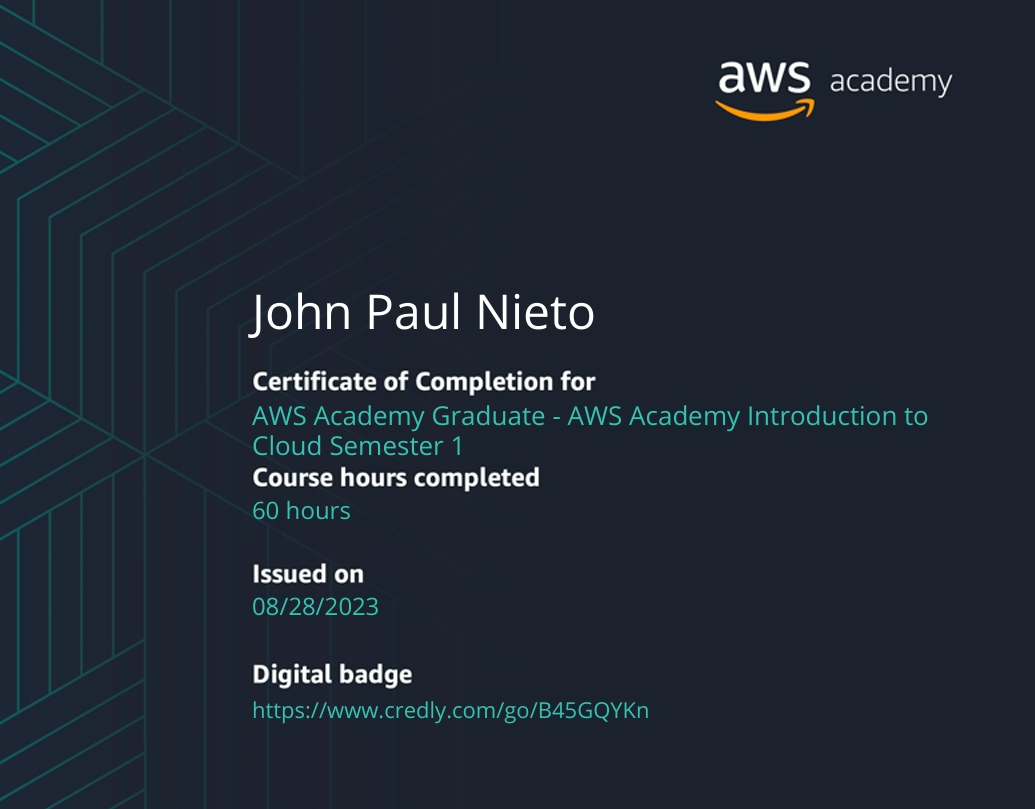 aws academy
John Paul Nieto
Certificate of Completion for
AWS Academy Graduate - AWS Academy Introduction to
Cloud Semester 1
Course hours completed
60 hours
Issued on
08/28/2023
Digital badge
https://www.credly.com/go/B45GQYKn